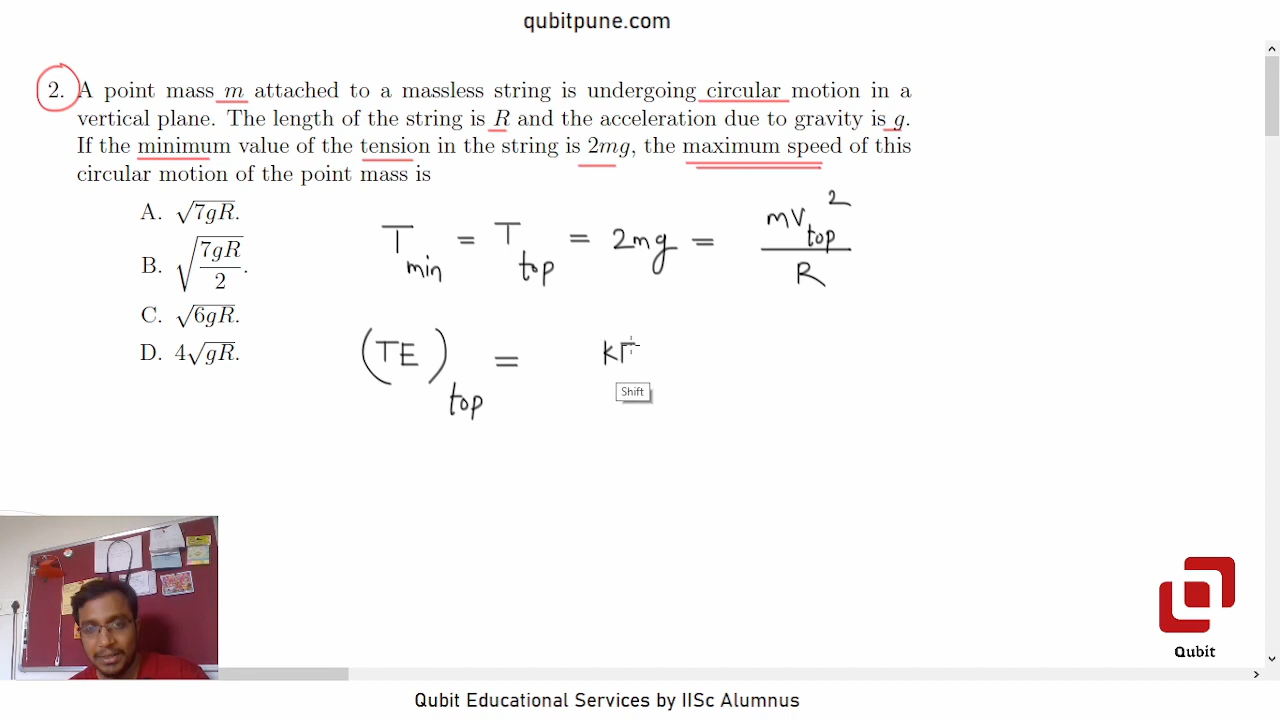 qubitpune.com
2. A point mass m attached to a massless string is undergoing circular motion in a
vertical plane. The length of the string is R and the acceleration due to gravity is g.
If the minimum value of the tension in the string is 2mg, the maximum speed of this
circular motion of the point mass is
A. √7gR.
B. √(7gR/2).
C. √6gR.
D. 4√gR.
T_min = T_top = 2mg = mv_top^2 / R
(TE)_top =
Shift
Qubit
Qubit Educational Services by IISc Alumnus